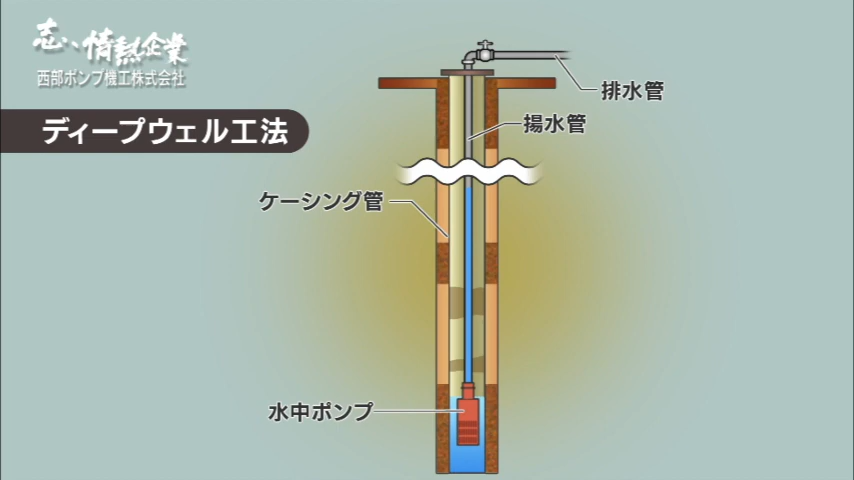 志、情熱企業
西部ポンプ機工株式会社
ディープウェル工法
排水管
揚水管
ケーシング管
水中ポンプ